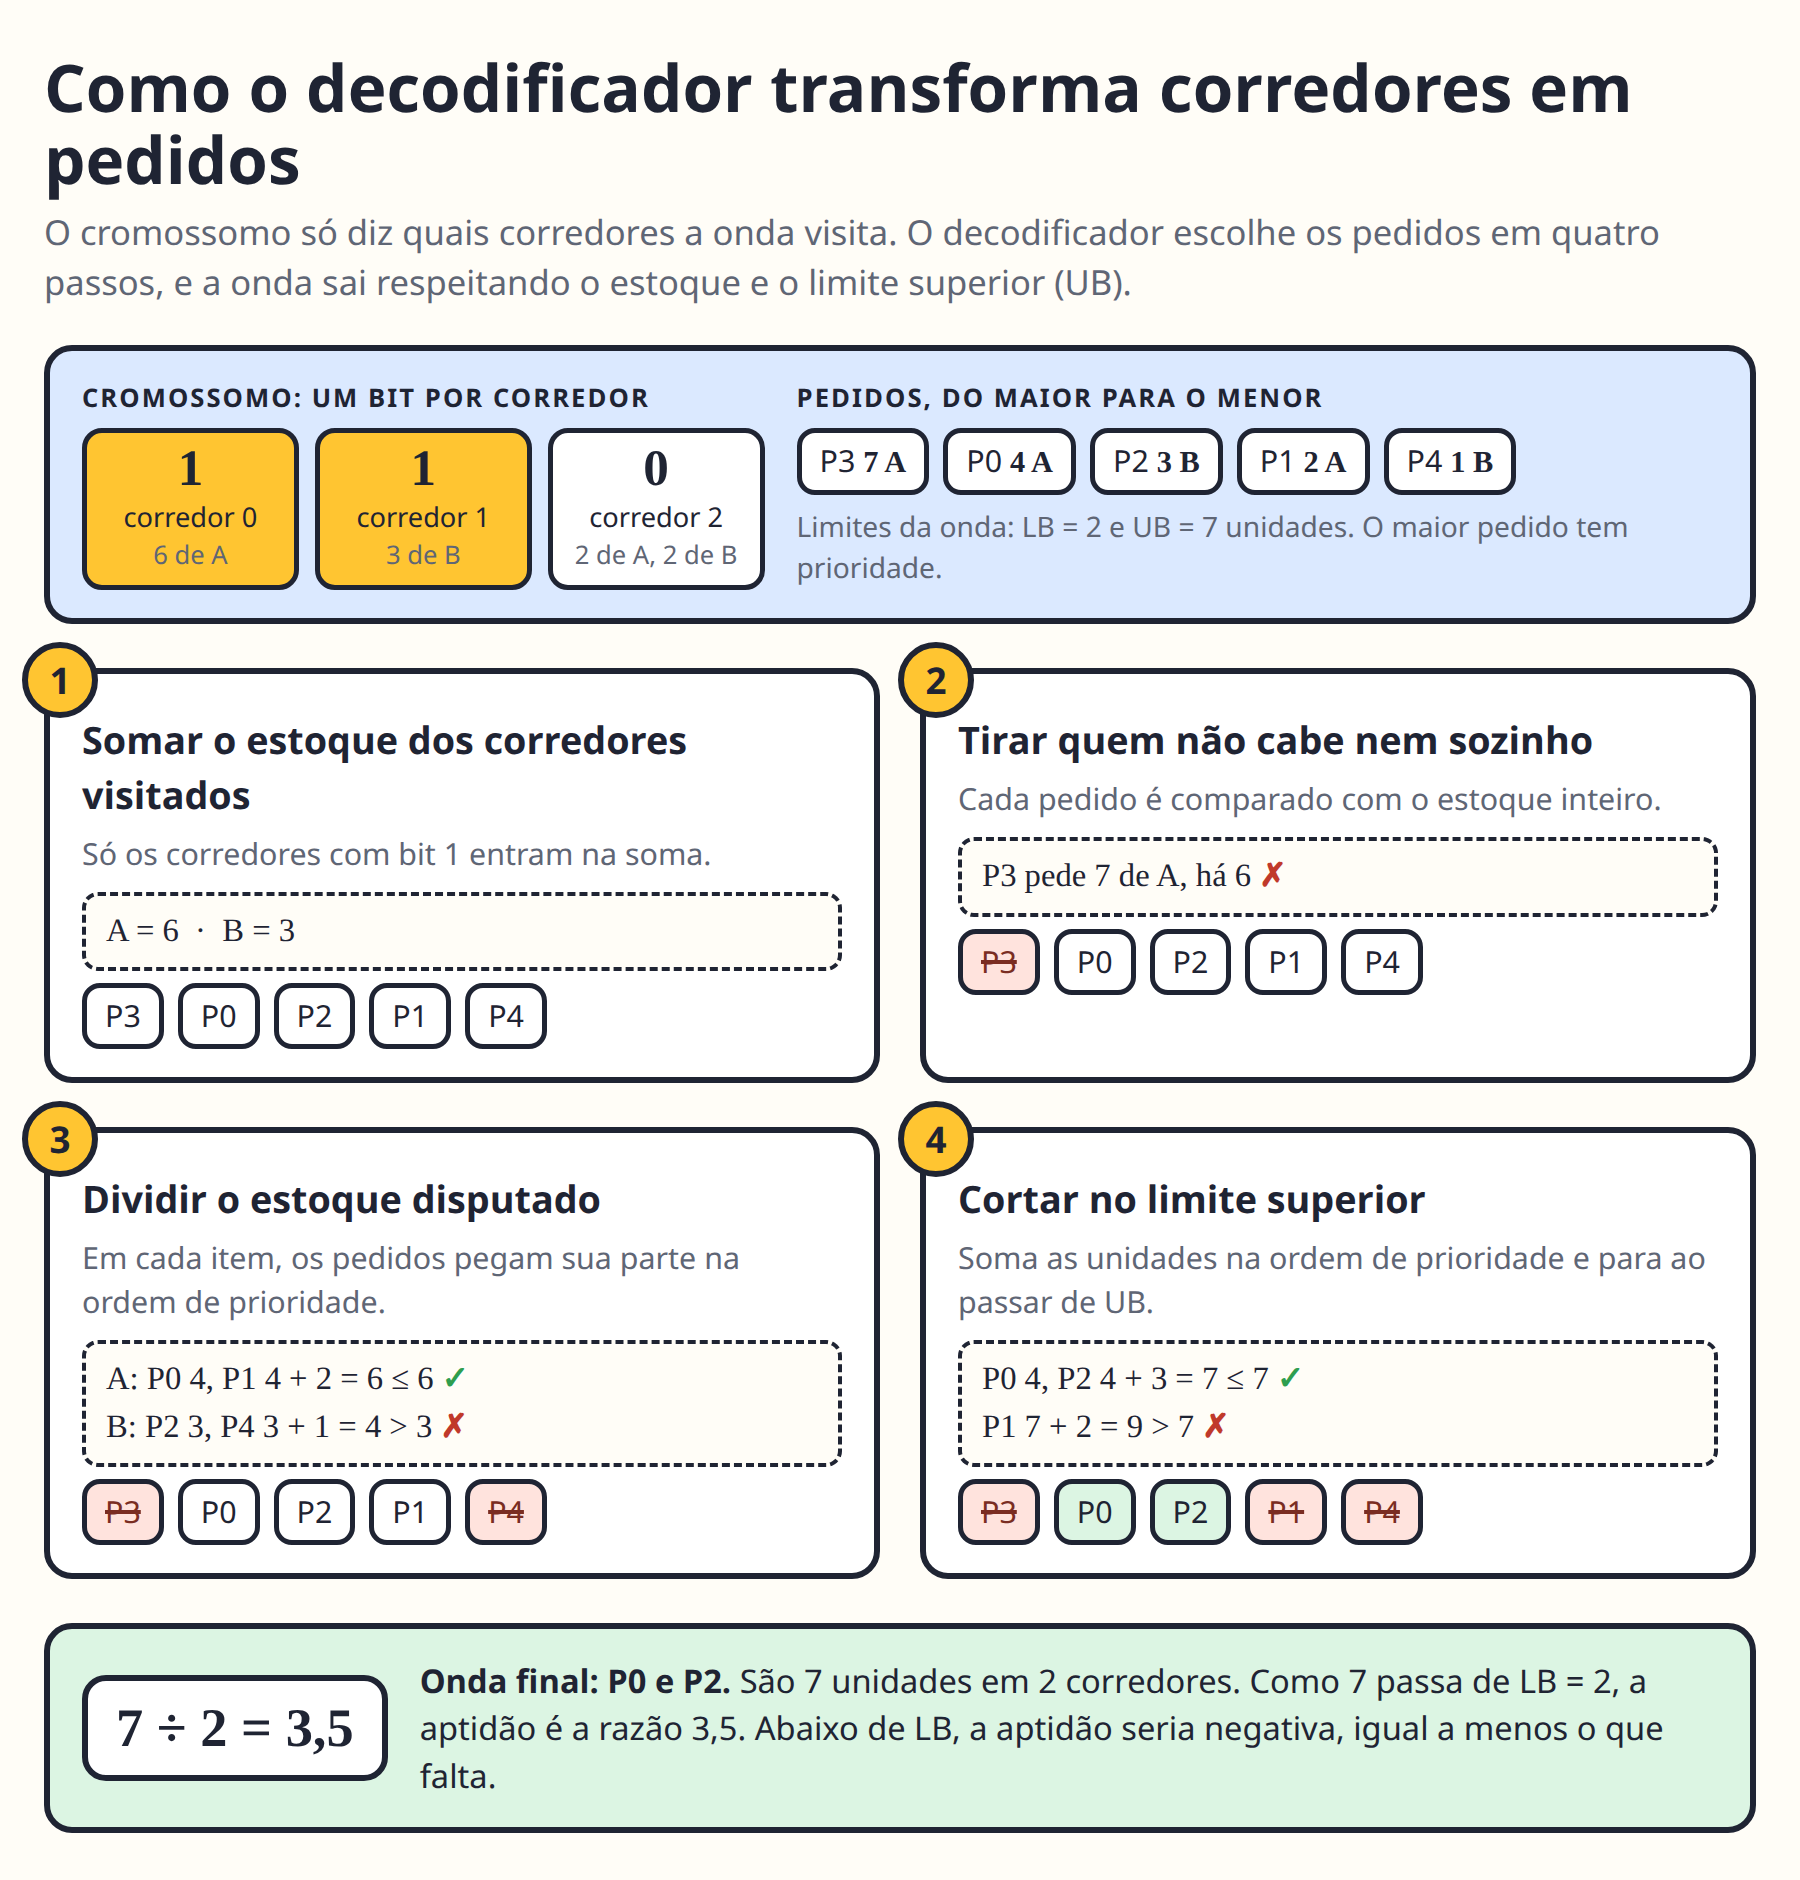 Como o decodificador transforma corredores em
pedidos
O cromossomo só diz quais corredores a onda visita. O decodificador escolhe os pedidos em quatro
passos, e a onda sai respeitando o estoque e o limite superior (UB).
CROMOSSOMO: UM BIT POR CORREDOR
1
corredor 0
6 de A
1
corredor 1
3 de B
0
corredor 2
2 de A, 2 de B
PEDIDOS, DO MAIOR PARA O MENOR
P3 7 A
P0 4 A
P2 3 B
P1 2 A
P4 1 B
Limites da onda: LB = 2 e UB = 7 unidades. O maior pedido tem
prioridade.
1
Somar o estoque dos corredores
visitados
Só os corredores com bit 1 entram na soma.
A = 6 · B = 3
P3 P0 P2 P1 P4
2
Tirar quem não cabe nem sozinho
Cada pedido é comparado com o estoque inteiro.
P3 pede 7 de A, há 6 ✗
P3 P0 P2 P1 P4
3
Dividir o estoque disputado
Em cada item, os pedidos pegam sua parte na
ordem de prioridade.
A: P0 4, P1 4 + 2 = 6 ≤ 6 ✓
B: P2 3, P4 3 + 1 = 4 > 3 ✗
P3 P0 P2 P1 P4
4
Cortar no limite superior
Soma as unidades na ordem de prioridade e para ao
passar de UB.
P0 4, P2 4 + 3 = 7 ≤ 7 ✓
P1 7 + 2 = 9 > 7 ✗
P3 P0 P2 P1 P4
7 ÷ 2 = 3,5
Onda final: P0 e P2. São 7 unidades em 2 corredores. Como 7 passa de LB = 2, a
aptidão é a razão 3,5. Abaixo de LB, a aptidão seria negativa, igual a menos o que
falta.